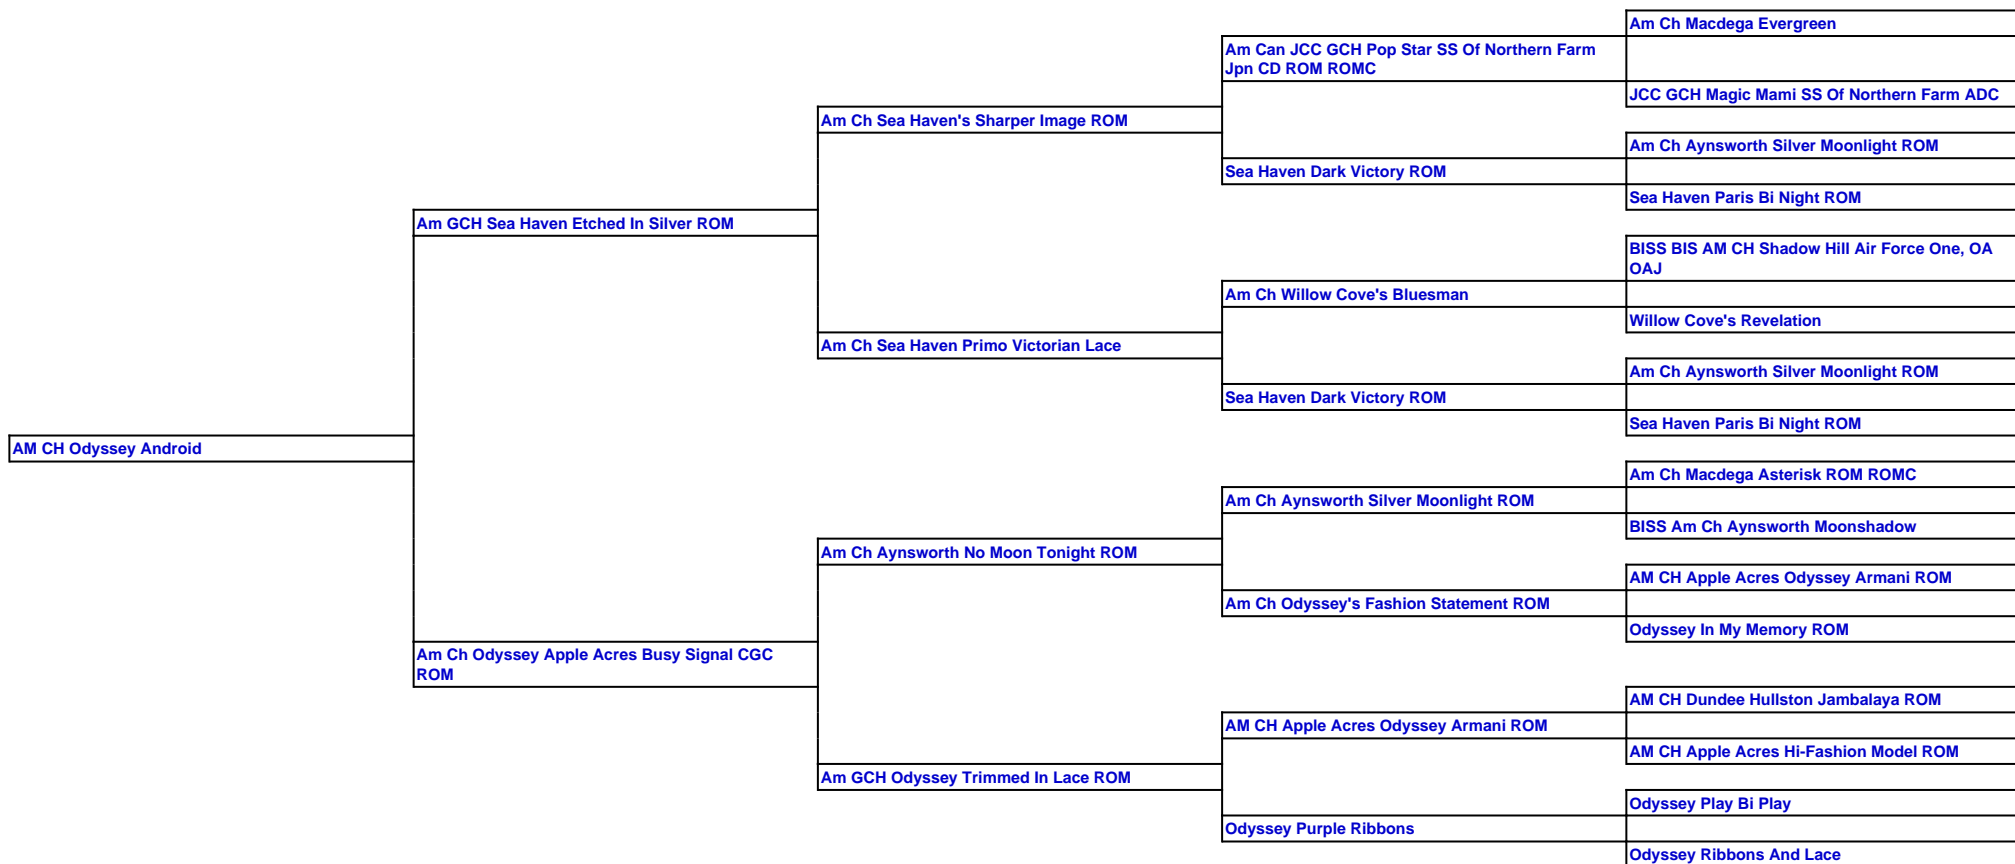 Am Ch Macdega Evergreen
Am Can JCC GCH Pop Star SS Of Northern Farm
Jpn CD ROM ROMC
JCC GCH Magic Mami SS Of Northern Farm ADC
Am Ch Sea Haven's Sharper Image ROM
Am Ch Aynsworth Silver Moonlight ROM
Sea Haven Dark Victory ROM
Sea Haven Paris Bi Night ROM
Am GCH Sea Haven Etched In Silver ROM
BISS BIS AM CH Shadow Hill Air Force One, OA
OAJ
Am Ch Willow Cove's Bluesman
Willow Cove's Revelation
Am Ch Sea Haven Primo Victorian Lace
Am Ch Aynsworth Silver Moonlight ROM
Sea Haven Dark Victory ROM
Sea Haven Paris Bi Night ROM
AM CH Odyssey Android
Am Ch Macdega Asterisk ROM ROMC
Am Ch Aynsworth Silver Moonlight ROM
BISS Am Ch Aynsworth Moonshadow
Am Ch Aynsworth No Moon Tonight ROM
AM CH Apple Acres Odyssey Armani ROM
Am Ch Odyssey's Fashion Statement ROM
Odyssey In My Memory ROM
Am Ch Odyssey Apple Acres Busy Signal CGC
ROM
AM CH Dundee Hullston Jambalaya ROM
AM CH Apple Acres Odyssey Armani ROM
AM CH Apple Acres Hi-Fashion Model ROM
Am GCH Odyssey Trimmed In Lace ROM
Odyssey Play Bi Play
Odyssey Purple Ribbons
Odyssey Ribbons And Lace